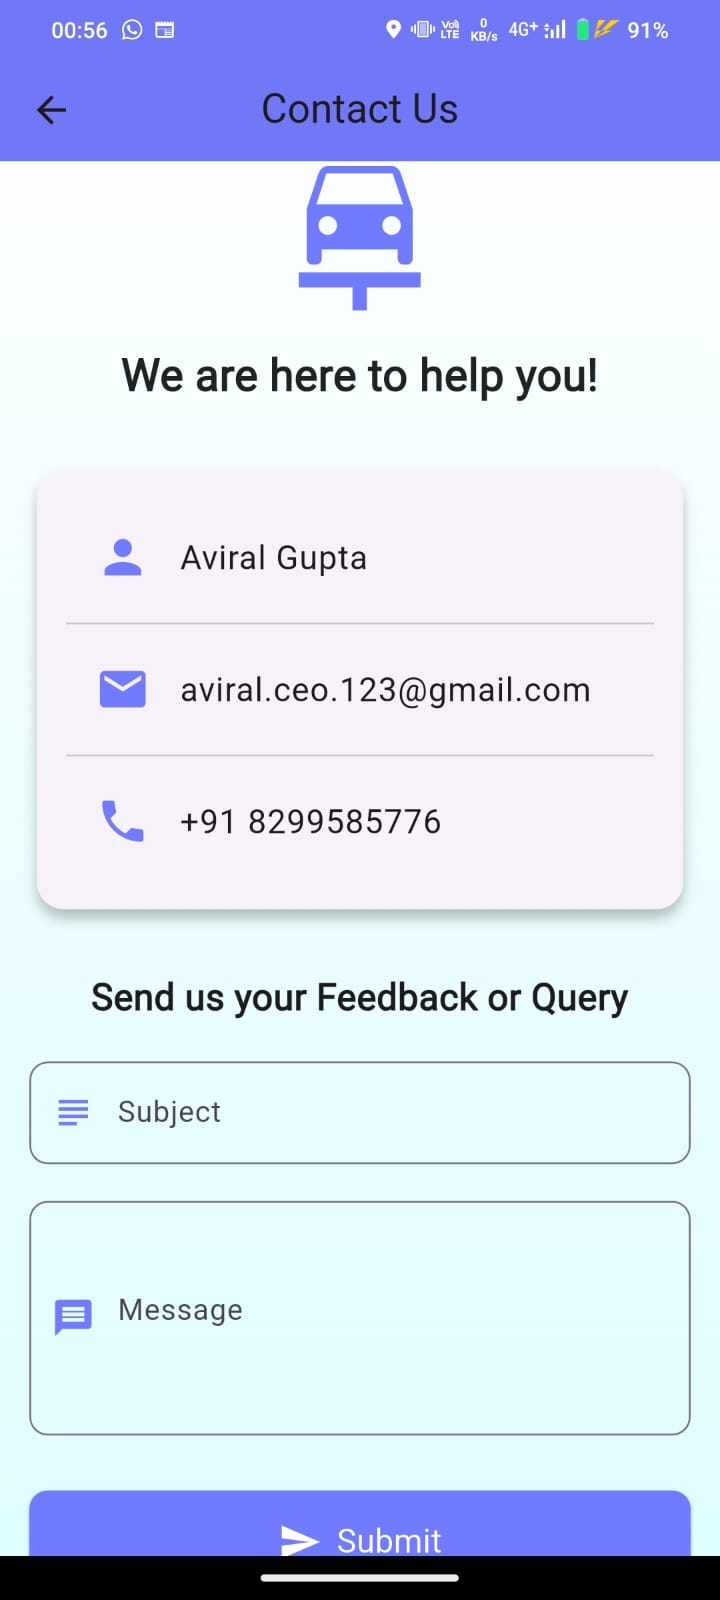 00:56 Vo) LTE 0 KB/s 4G+ 91%
Contact Us
We are here to help you!
Aviral Gupta
aviral.ceo.123@gmail.com
+91 8299585776
Send us your Feedback or Query
Subject
Message
Submit